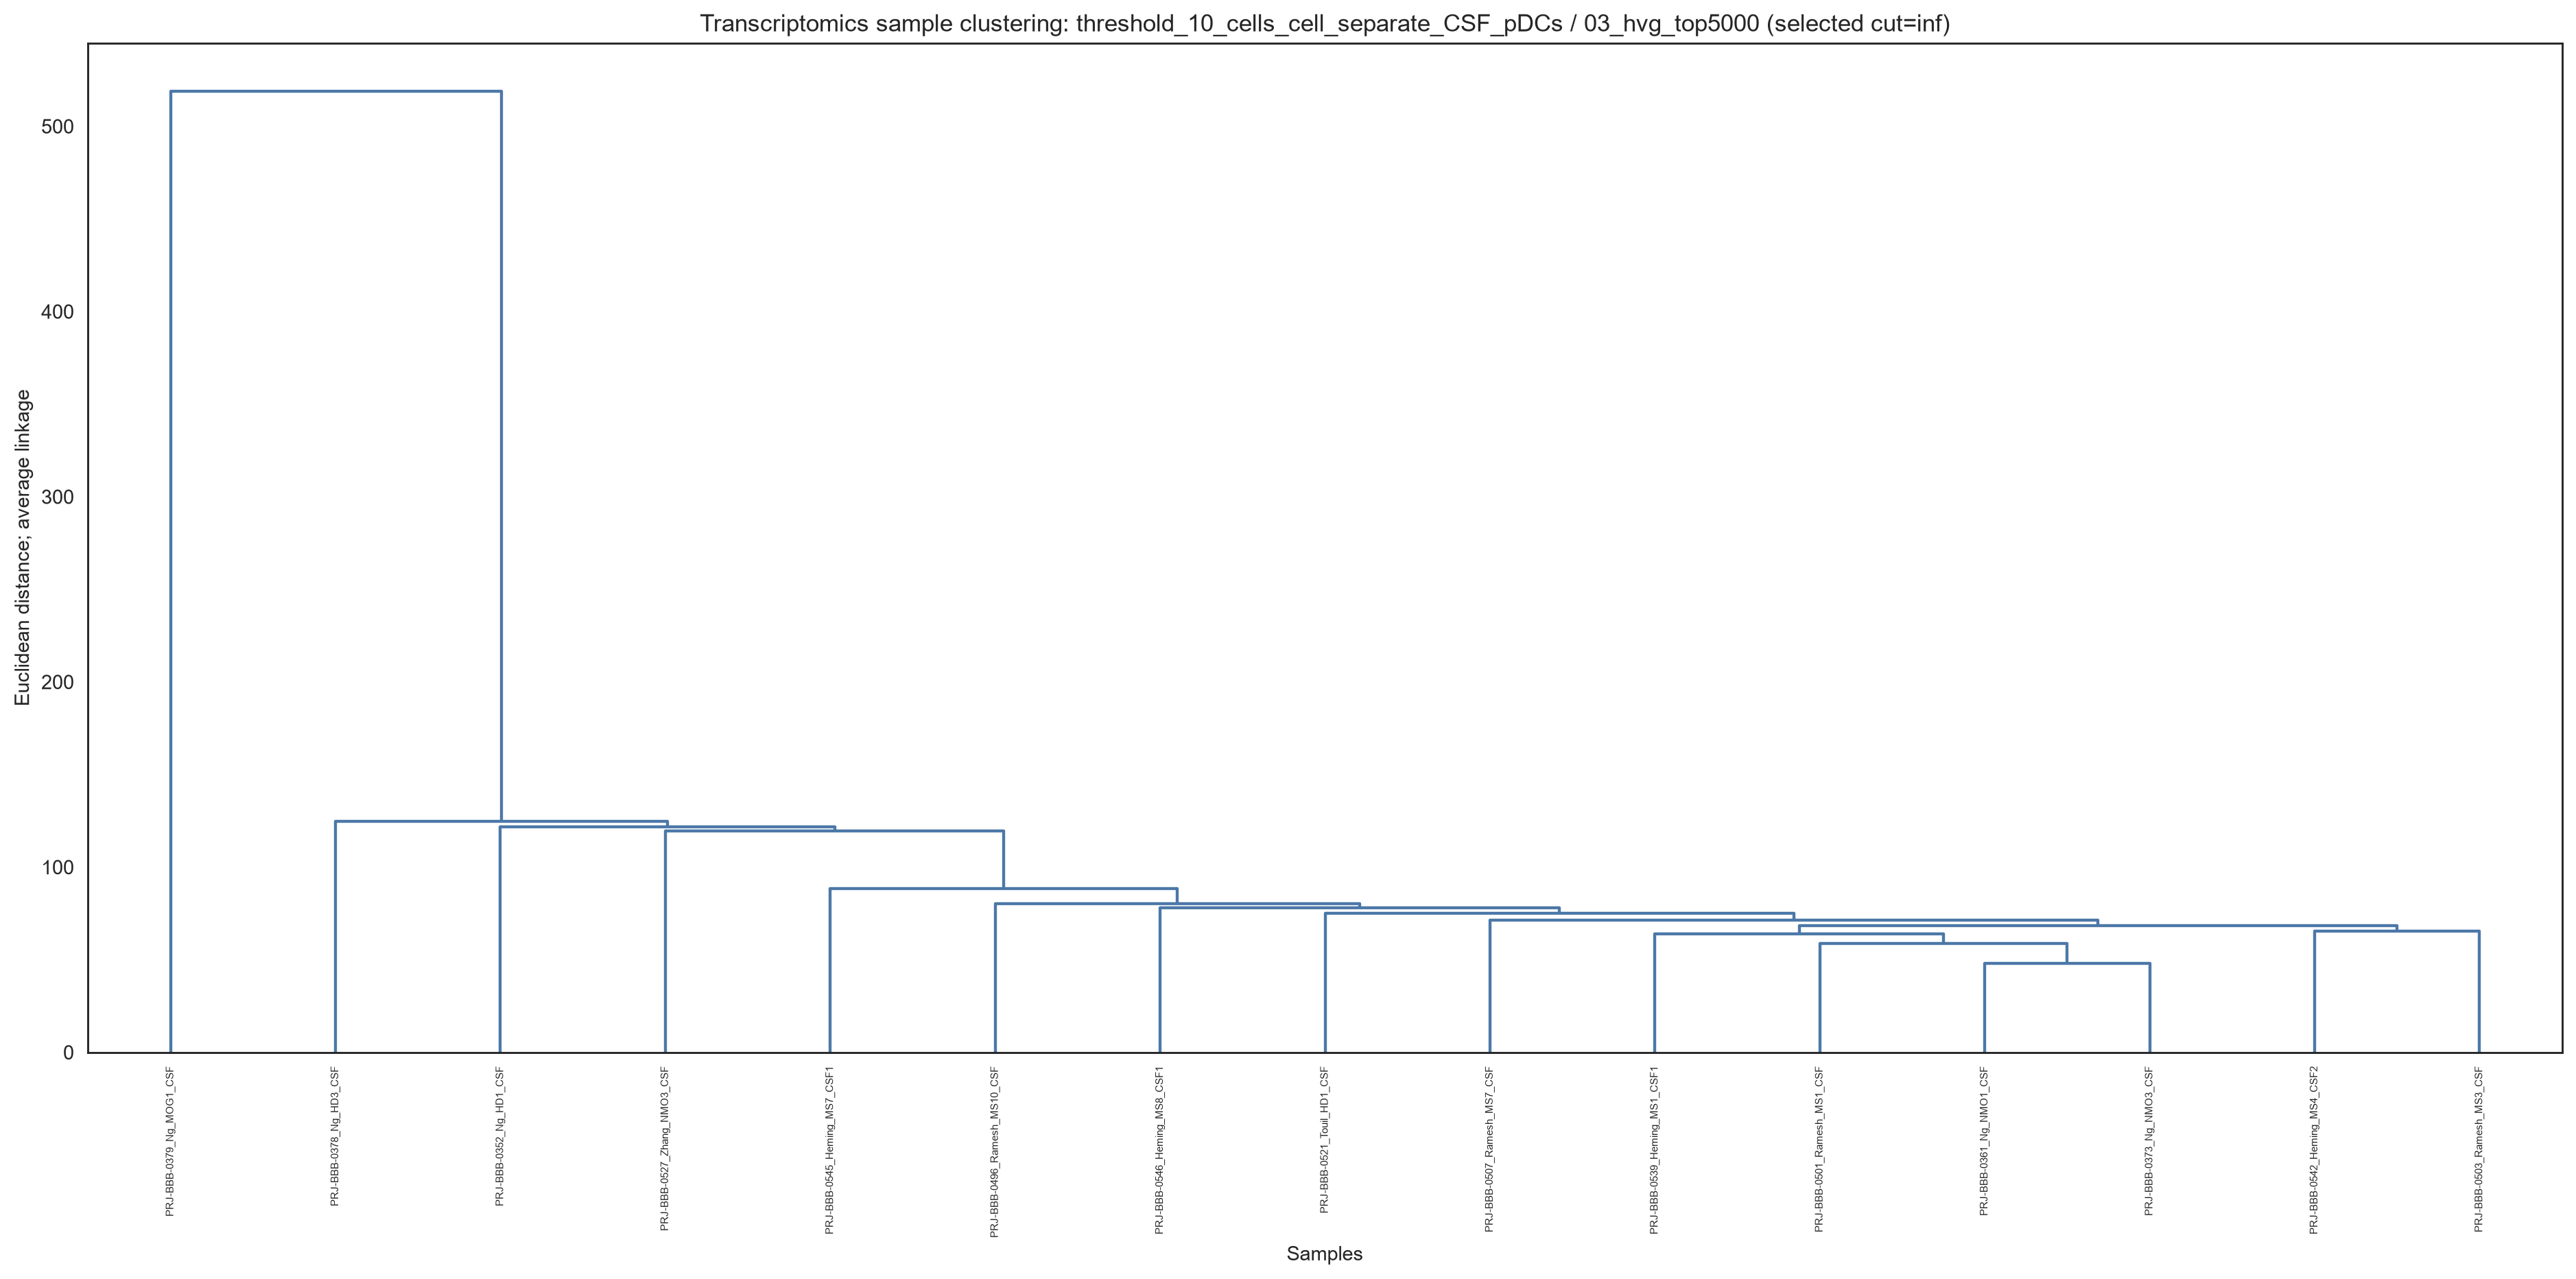 Transcriptomics sample clustering: threshold_10_cells_cell_separate_CSF_pDCs / 03_hvg_top5000 (selected cut=inf)
Euclidean distance; average linkage
500
400
300
200
100
0
PRJ-BBB-0379_Ng_MOG1_CSF
PRJ-BBB-0378_Ng_HD3_CSF
PRJ-BBB-0352_Ng_HD1_CSF
PRJ-BBB-0527_Zhang_NMO3_CSF
PRJ-BBB-0545_Heming_MS7_CSF1
PRJ-BBB-0496_Ramesh_MS10_CSF
PRJ-BBB-0546_Heming_MS8_CSF1
PRJ-BBB-0521_Touil_HD1_CSF
PRJ-BBB-0507_Ramesh_MS7_CSF
PRJ-BBB-0539_Heming_MS1_CSF1
PRJ-BBB-0501_Ramesh_MS1_CSF
PRJ-BBB-0361_Ng_NMO1_CSF
PRJ-BBB-0373_Ng_NMO3_CSF
PRJ-BBB-0542_Heming_MS4_CSF2
PRJ-BBB-0503_Ramesh_MS3_CSF
Samples